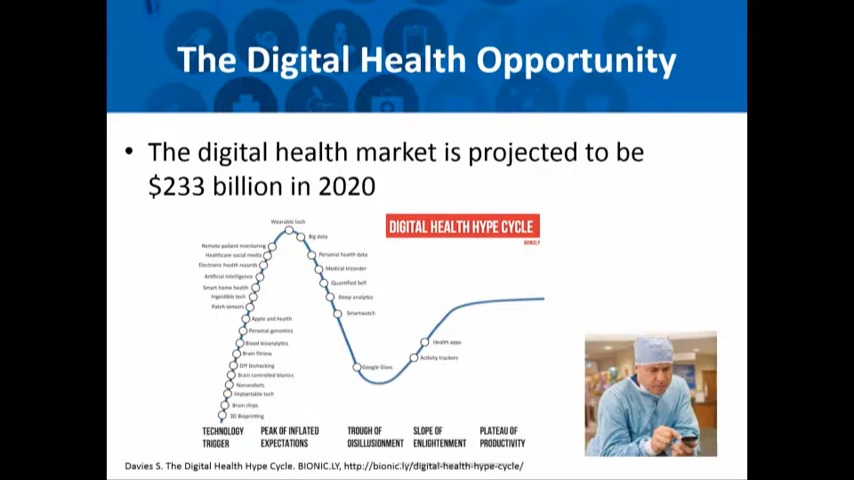 The Digital Health Opportunity
• The digital health market is projected to be
$233 billion in 2020
DIGITAL HEALTH HYPE CYCLE
BIONIC.LY
Wearable tech
Big data
Remote patient monitoring
Healthcare social media
Personal health data
Electronic health records
Medical tricorder
Artificial Intelligence
Quantified Self
Smart home health
Ingestible tech
Sleep analytics
Patch sensors
Smartwatch
Apple and health
Personal genomics
Blood bioanalytics
Health apps
Brain fitness
Activity trackers
DIY biohacking
Google Glass
Brain controlled bionics
Nanorobots
Implantable tech
Brain chips
3D Bioprinting
TECHNOLOGY
TRIGGER
PEAK OF INFLATED
EXPECTATIONS
TROUGH OF
DISILLUSIONMENT
SLOPE OF
ENLIGHTENMENT
PLATEAU OF
PRODUCTIVITY
Davies S. The Digital Health Hype Cycle. BIONIC.LY, http://bionic.ly/digital-health-hype-cycle/